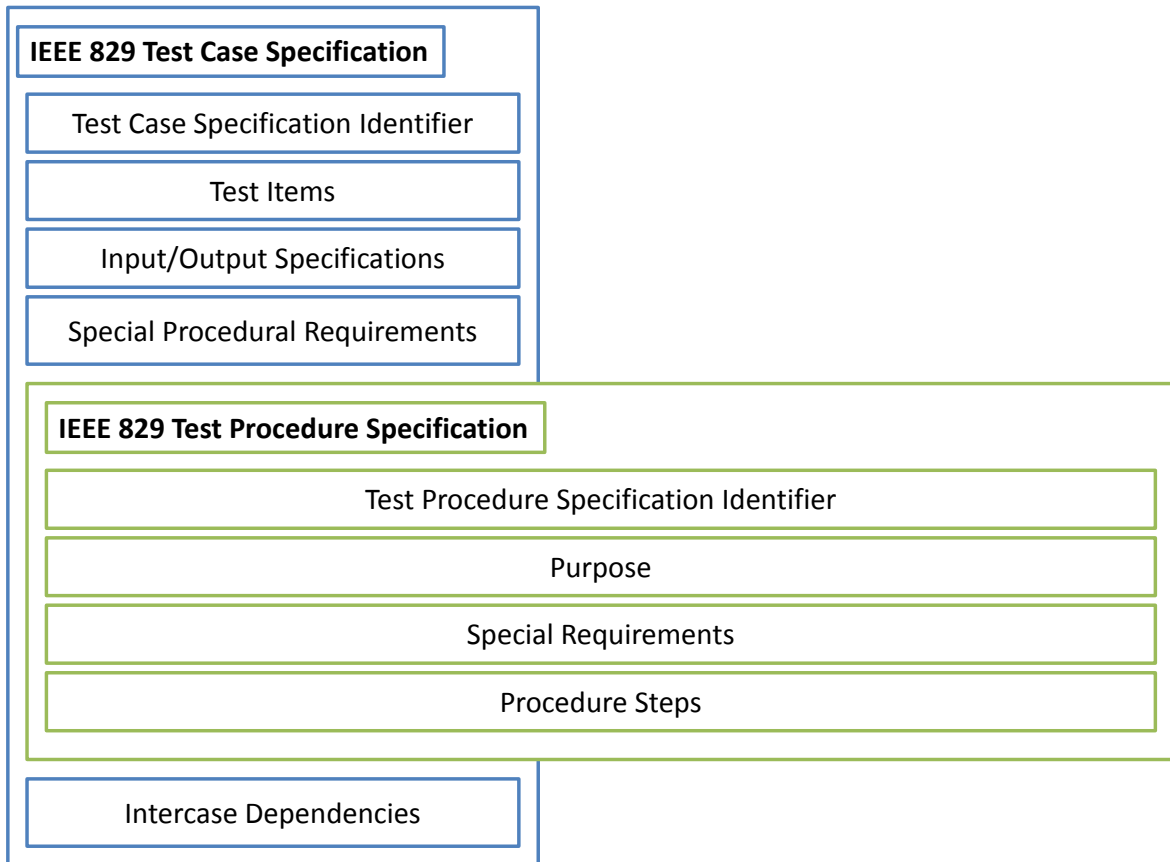 IEEE 829 Test Case Specification
Test Case Specification Identifier
Test Items
Input/Output Specifications
Special Procedural Requirements
IEEE 829 Test Procedure Specification
Test Procedure Specification Identifier
Purpose
Special Requirements
Procedure Steps
Intercase Dependencies